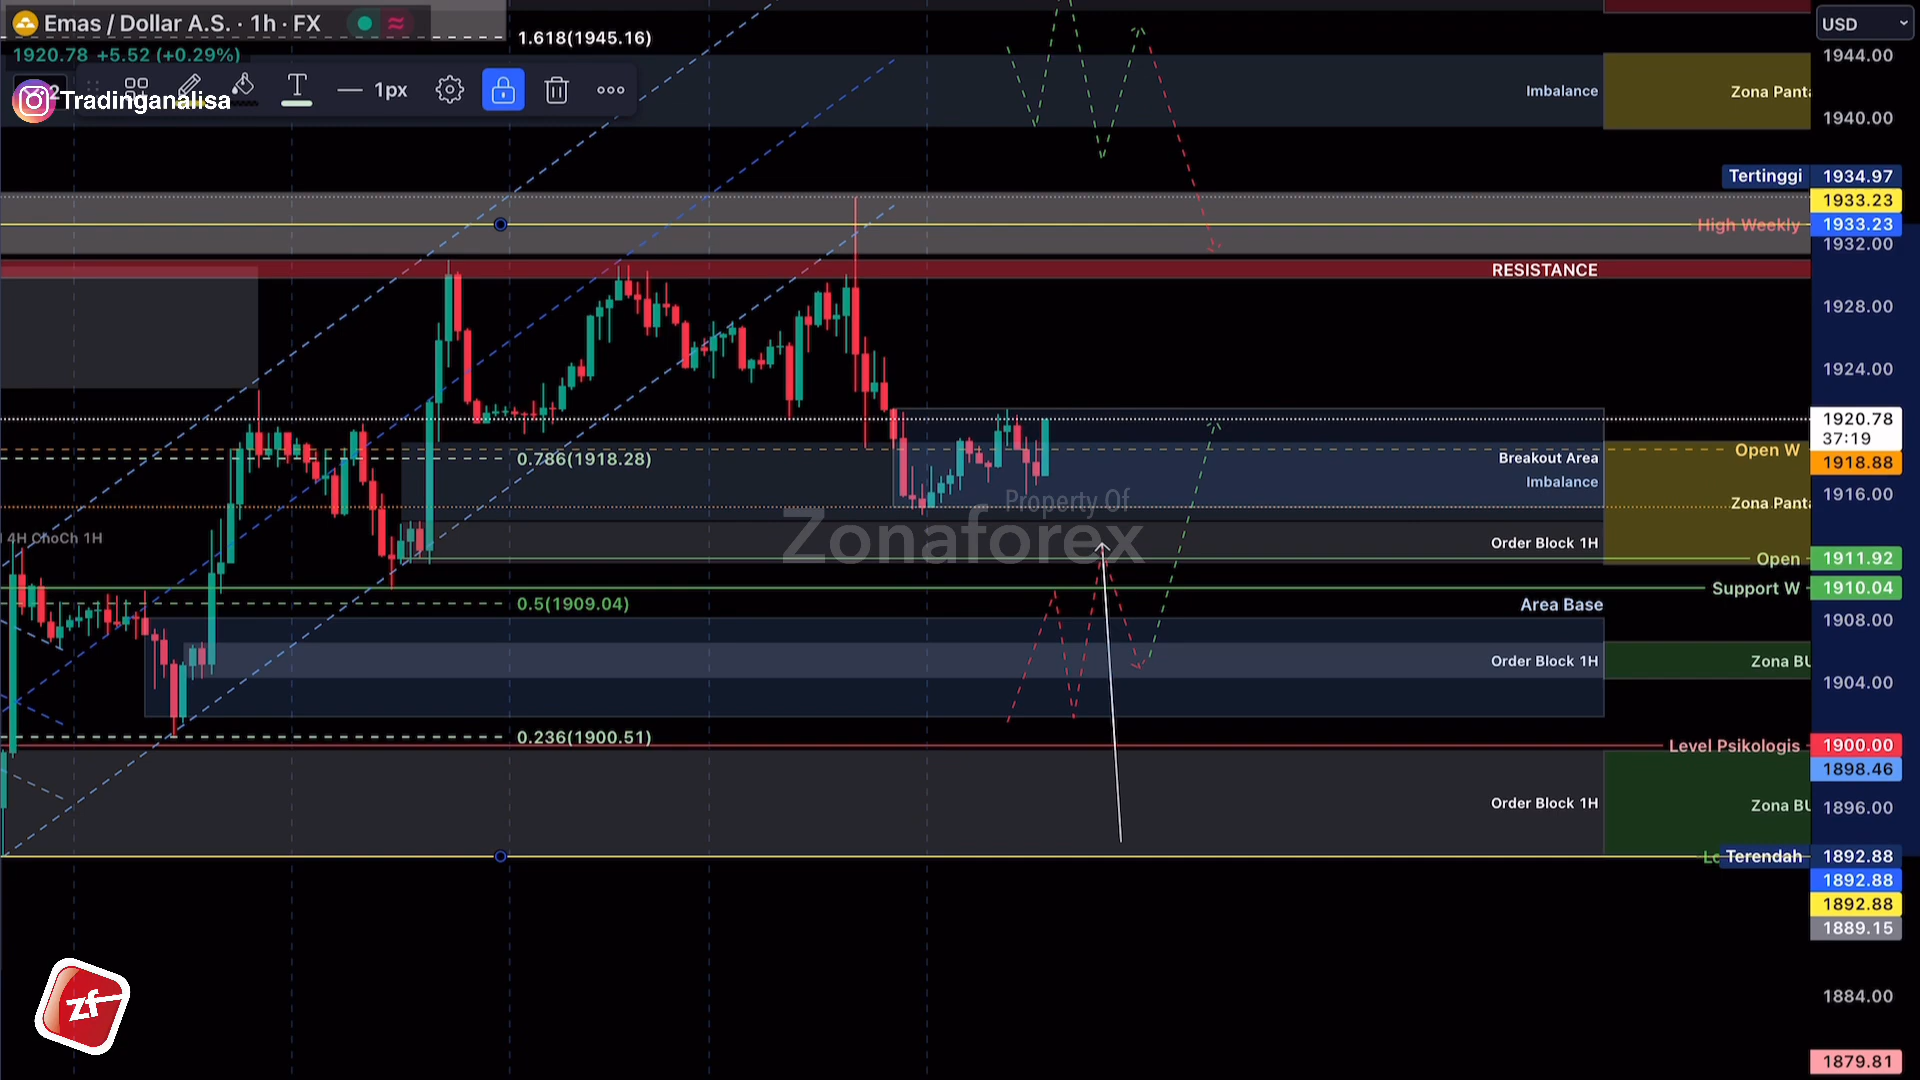 Emas / Dollar A.S. · 1h · FX
USD
1920.78 +5.52 (+0.29%)
Tradinganalisa
T
1px
1.618(1945.16)
1944.00
Imbalance
Zona Panta
1940.00
Tertinggi 1934.97
1933.23
High Weekly 1933.23
1932.00
RESISTANCE
1928.00
1924.00
1920.78
37:19
Open W
0.786(1918.28)
Breakout Area
1918.88
Imbalance
1916.00
Zona Panta
Property Of
Zonaforex
4H ChoCh 1H
Order Block 1H
Open 1911.92
Support W 1910.04
0.5(1909.04)
Area Base
1908.00
Order Block 1H
Zona BU
1904.00
0.236(1900.51)
Level Psikologis 1900.00
1898.46
Order Block 1H
Zona BU
1896.00
Terendah 1892.88
1892.88
1892.88
1889.15
zf
1884.00
1879.81